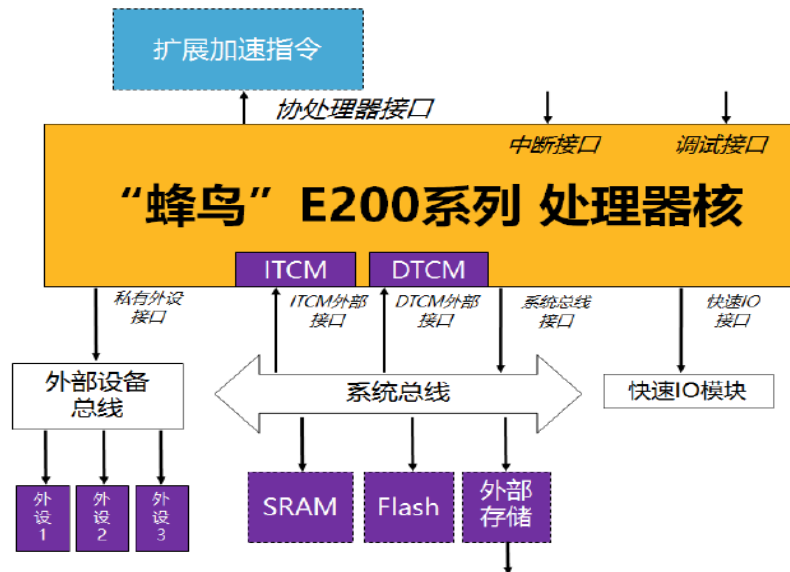 扩展加速指令
协处理器接口
中断接口
调试接口
“蜂鸟”E200系列 处理器核
ITCM
DTCM
私有外设
接口
ITCM外部
接口
DTCM外部
接口
系统总线
接口
快速IO
接口
外部设备
总线
系统总线
快速IO模块
外
设
1
外
设
2
外
设
3
SRAM
Flash
外部
存储